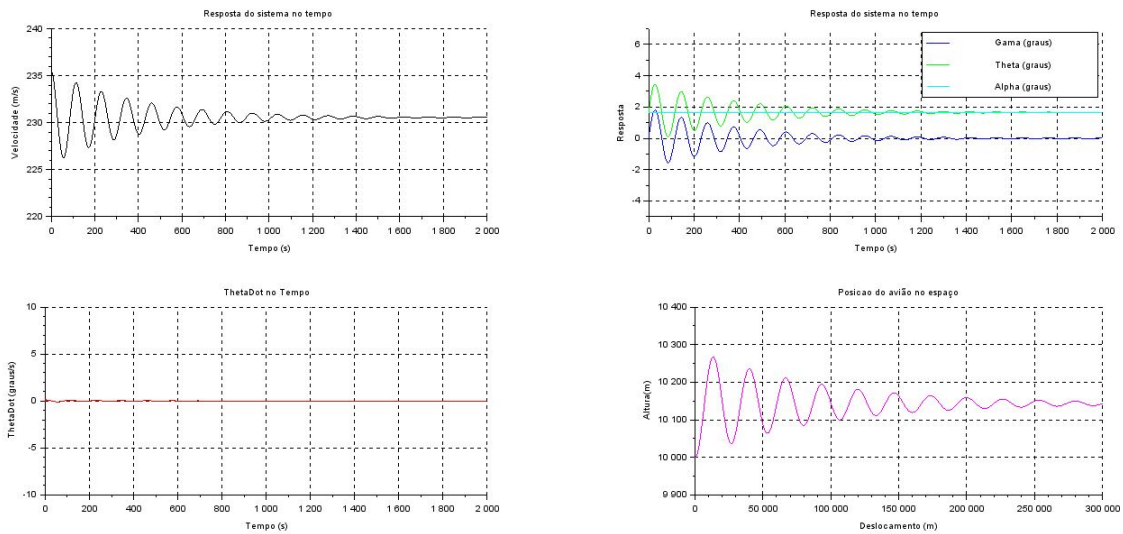 Resposta do sistema no tempo
240
235
230
225
220
Velocidade (m/s)
0 200 400 600 800 1 000 1 200 1 400 1 600 1 800 2 000
Tempo (s)
Resposta do sistema no tempo
Gama (graus)
Theta (graus)
Alpha (graus)
6
4
2
0
-2
-4
Resposta
0 200 400 600 800 1 000 1 200 1 400 1 600 1 800 2 000
Tempo (s)
ThetaDot no Tempo
10
5
0
-5
-10
ThetaDot (graus/s)
0 200 400 600 800 1 000 1 200 1 400 1 600 1 800 2 000
Tempo (s)
Posicao do avião no espaço
10 400
10 300
10 200
10 100
10 000
9 900
Altura(m)
0 50 000 100 000 150 000 200 000 250 000 300 000
Deslocamento (m)